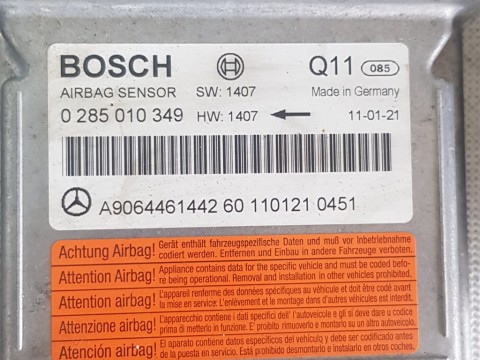 BOSCH Q11 085
AIRBAG SENSOR SW: 1407 Made in Germany
0 285 010 349 HW: 1407 11-01-21
A9064461442 60 110121 0451
Achtung Airbag! Gerät enthält fahrzeugspezifische Daten und muß vor Inbetriebnahme
codiert werden. Entfernen und Einbau in andere Fahrzeuge verboten.
Attention Airbag! Appliance contains data for the specific vehicle and must be coded before
being operational. Removal and installation in other vehicles prohibited.
Attention Airbag! L'appareil renferme des données spécifiques au véhicule et doit être codé avant
la mise en service. L'enlèvement et le montage dans d'autres véhicules est interdit.
Attenzione airbag! L'apparecchio contiene i dati specifici dell'autoveicolo e gli si deve dare u codice
prima di metterlo in funzione. E' proibito rimuoverlo e montarlo su un altro autoveicolo.
Atención airbag! El aparato contiene datos específicos del vehículo y debe ser codificado antes
de la puesta en servicio. Está prohibido desmontarlo e instalarlo en otros coches.